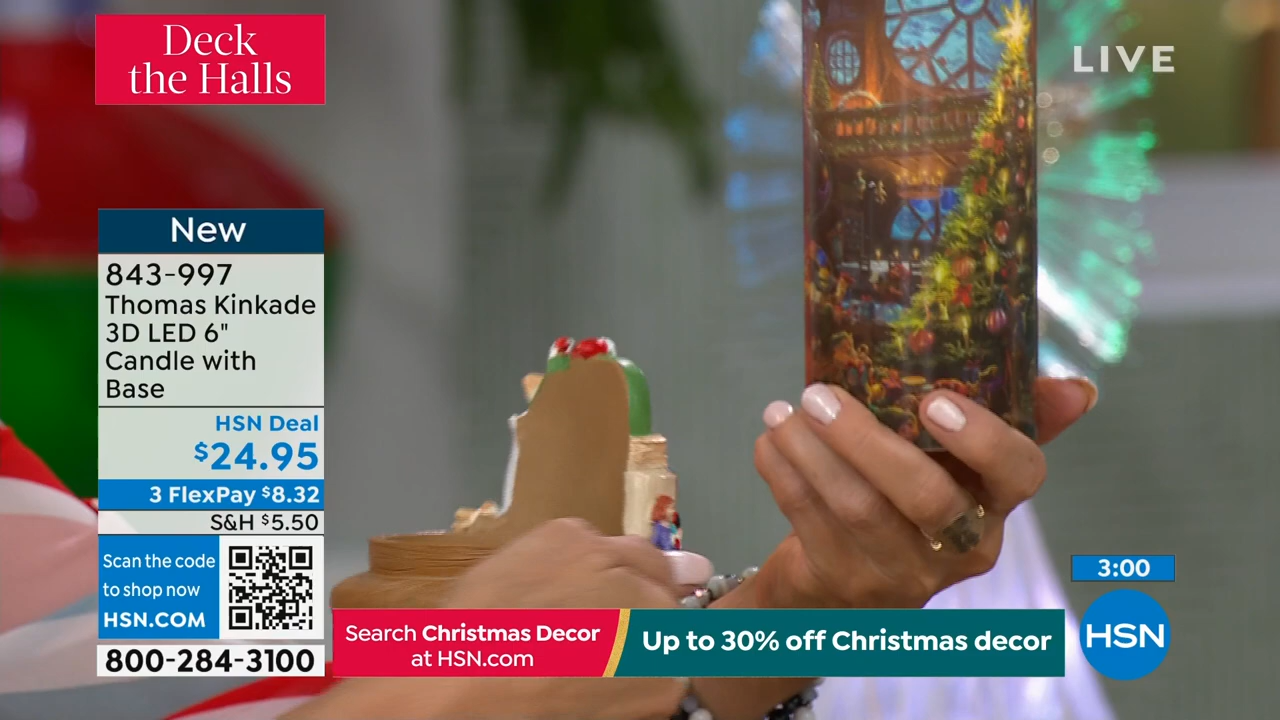 Deck
the Halls
LIVE
New
843-997
Thomas Kinkade
3D LED 6"
Candle with
Base
HSN Deal
$24.95
3 FlexPay $8.32
S&H $5.50
Scan the code
to shop now
HSN.COM
800-284-3100
Search Christmas Decor
at HSN.com
Up to 30% off Christmas decor
3:00
HSN